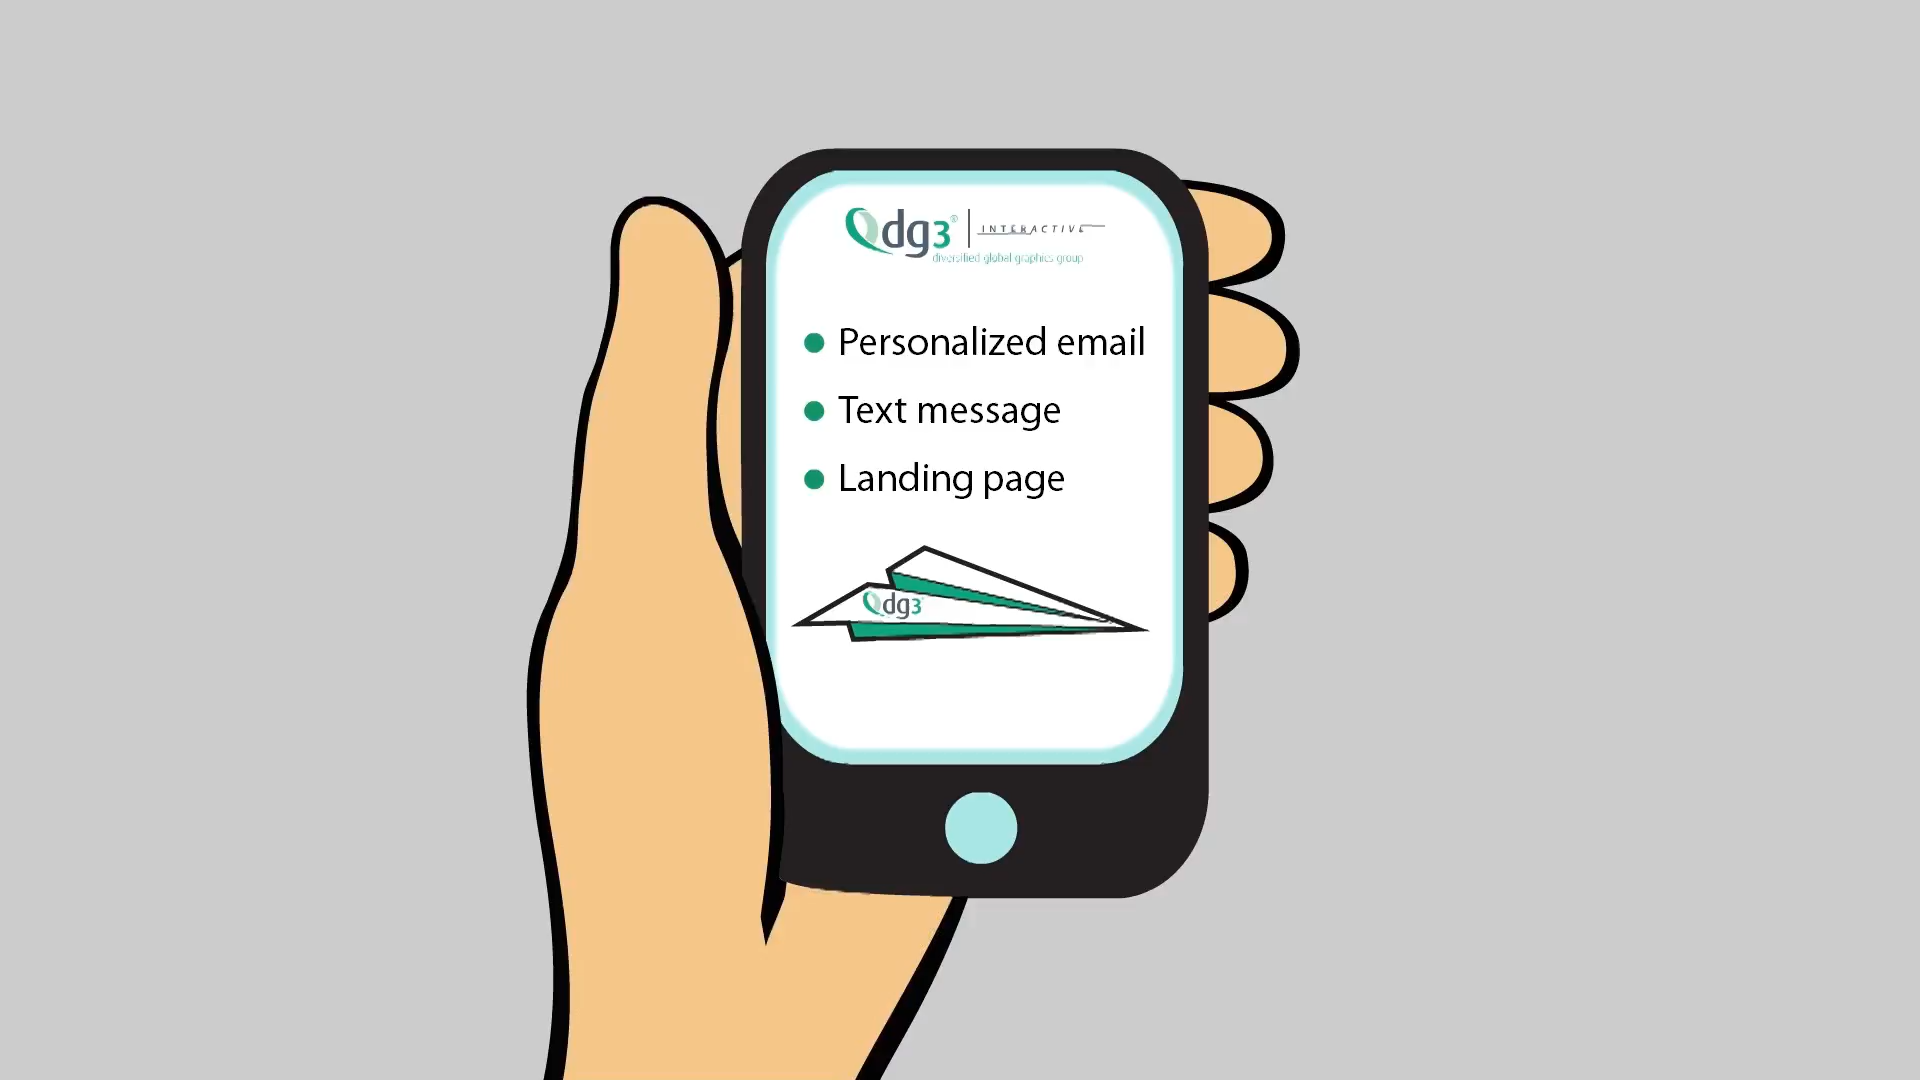 dg3® | INTERACTIVE
diversified global graphics group
Personalized email
Text message
Landing page
dg3